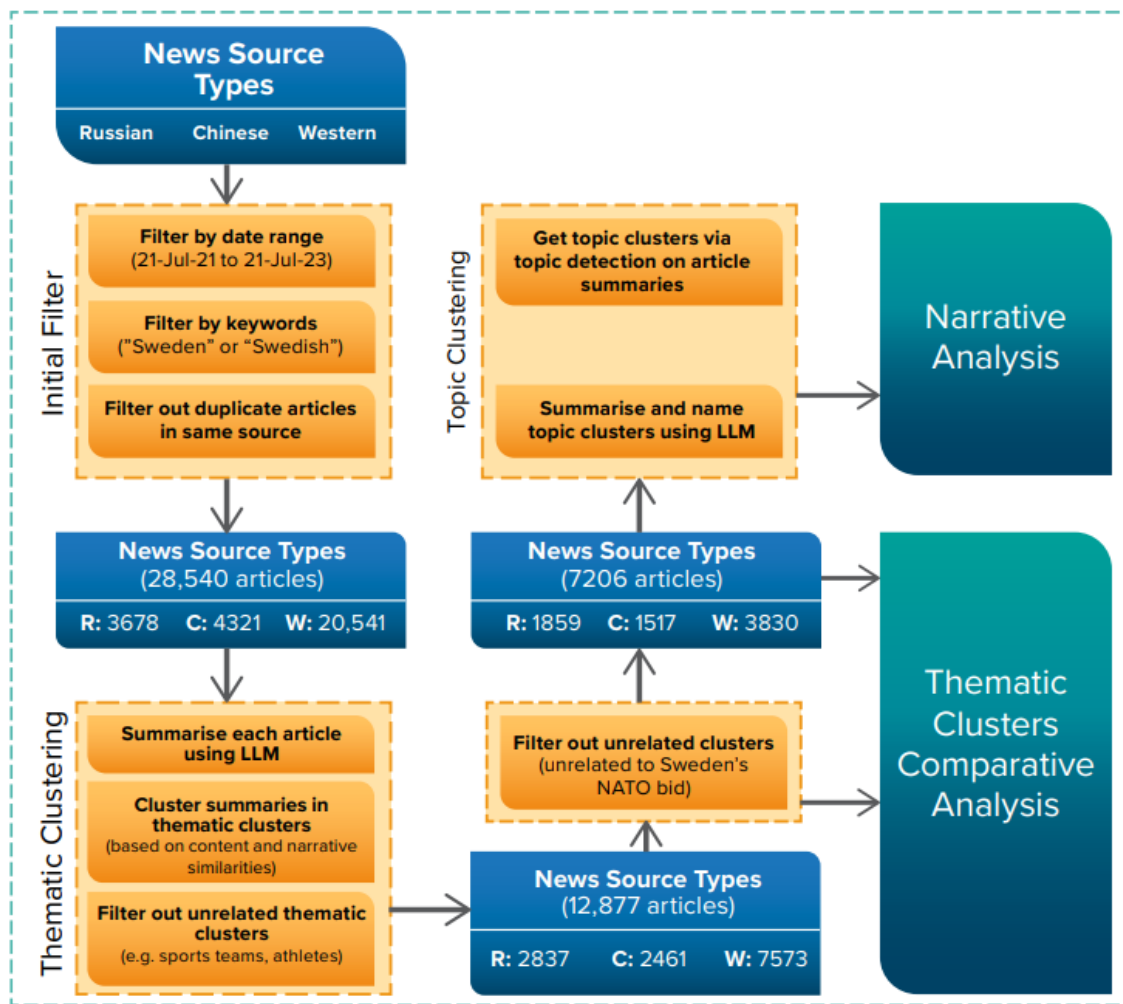 News Source
Types
Russian Chinese Western
Initial Filter
Filter by date range
(21-Jul-21 to 21-Jul-23)
Filter by keywords
("Sweden" or “Swedish”)
Filter out duplicate articles
in same source
News Source Types
(28,540 articles)
R: 3678 C: 4321 W: 20,541
Thematic Clustering
Summarise each article
using LLM
Cluster summaries in
thematic clusters
(based on content and narrative
similarities)
Filter out unrelated thematic
clusters
(e.g. sports teams, athletes)
News Source Types
(12,877 articles)
R: 2837 C: 2461 W: 7573
Filter out unrelated clusters
(unrelated to Sweden's
NATO bid)
News Source Types
(7206 articles)
R: 1859 C: 1517 W: 3830
Topic Clustering
Get topic clusters via
topic detection on article
summaries
Summarise and name
topic clusters using LLM
Narrative
Analysis
Thematic
Clusters
Comparative
Analysis